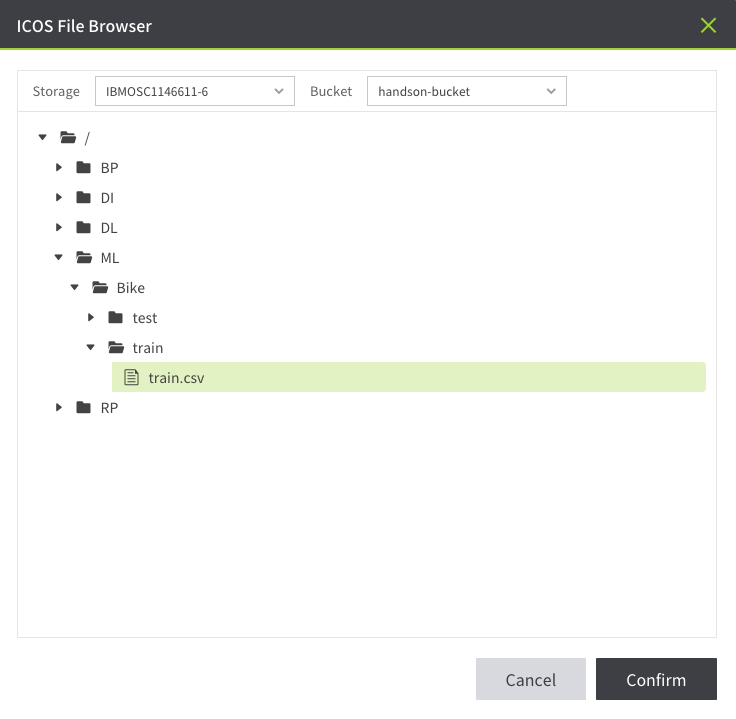 ICOS File Browser
Storage IBMOSC1146611-6 Bucket handson-bucket
/
BP
DI
DL
ML
Bike
test
train
train.csv
RP
Cancel Confirm